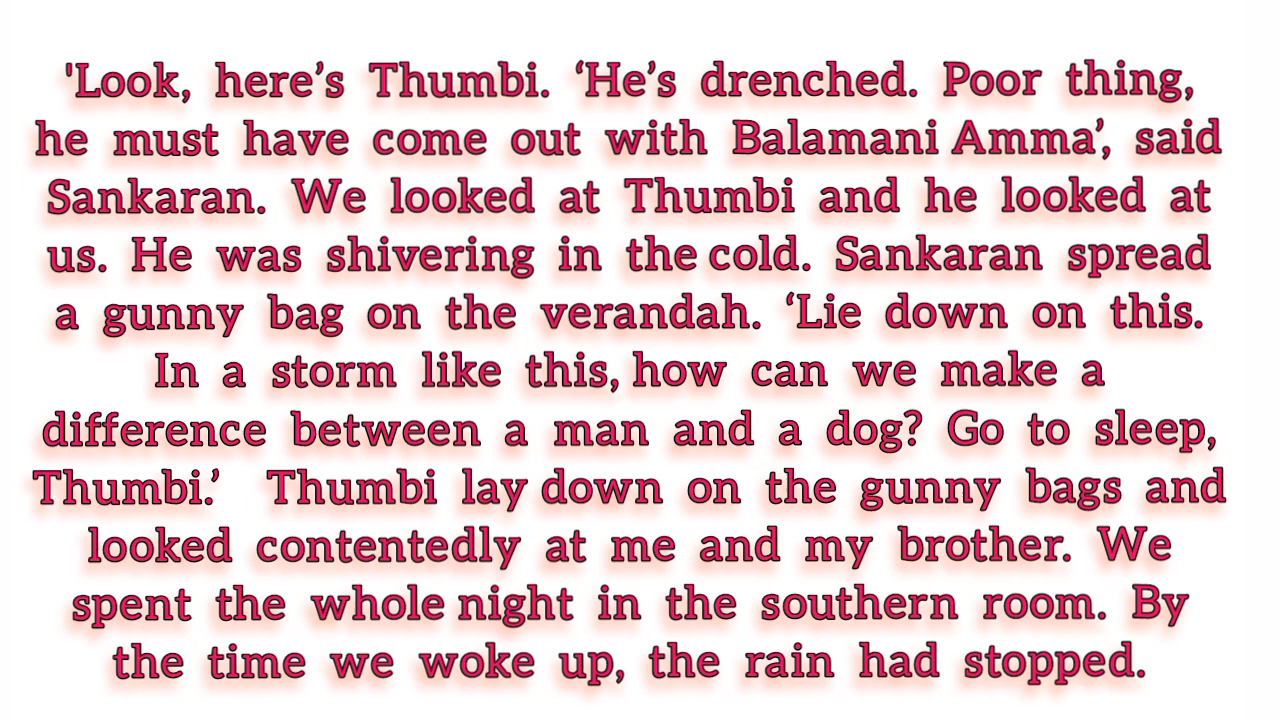 'Look, here’s Thumbi. ‘He’s drenched. Poor thing,
he must have come out with Balamani Amma’, said
Sankaran. We looked at Thumbi and he looked at
us. He was shivering in the cold. Sankaran spread
a gunny bag on the verandah. ‘Lie down on this.
In a storm like this, how can we make a
difference between a man and a dog? Go to sleep,
Thumbi.’ Thumbi lay down on the gunny bags and
looked contentedly at me and my brother. We
spent the whole night in the southern room. By
the time we woke up, the rain had stopped.